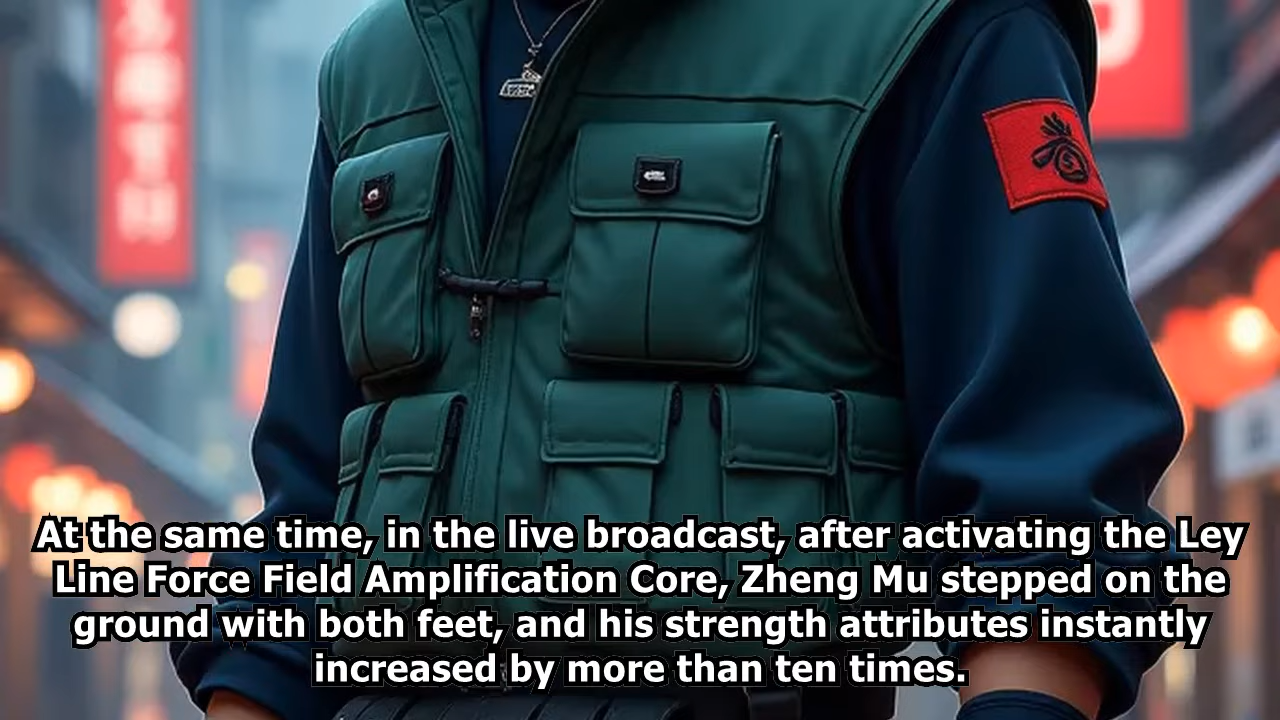 At the same time, in the live broadcast, after activating the Ley
Line Force Field Amplification Core, Zheng Mu stepped on the
ground with both feet, and his strength attributes instantly
increased by more than ten times.